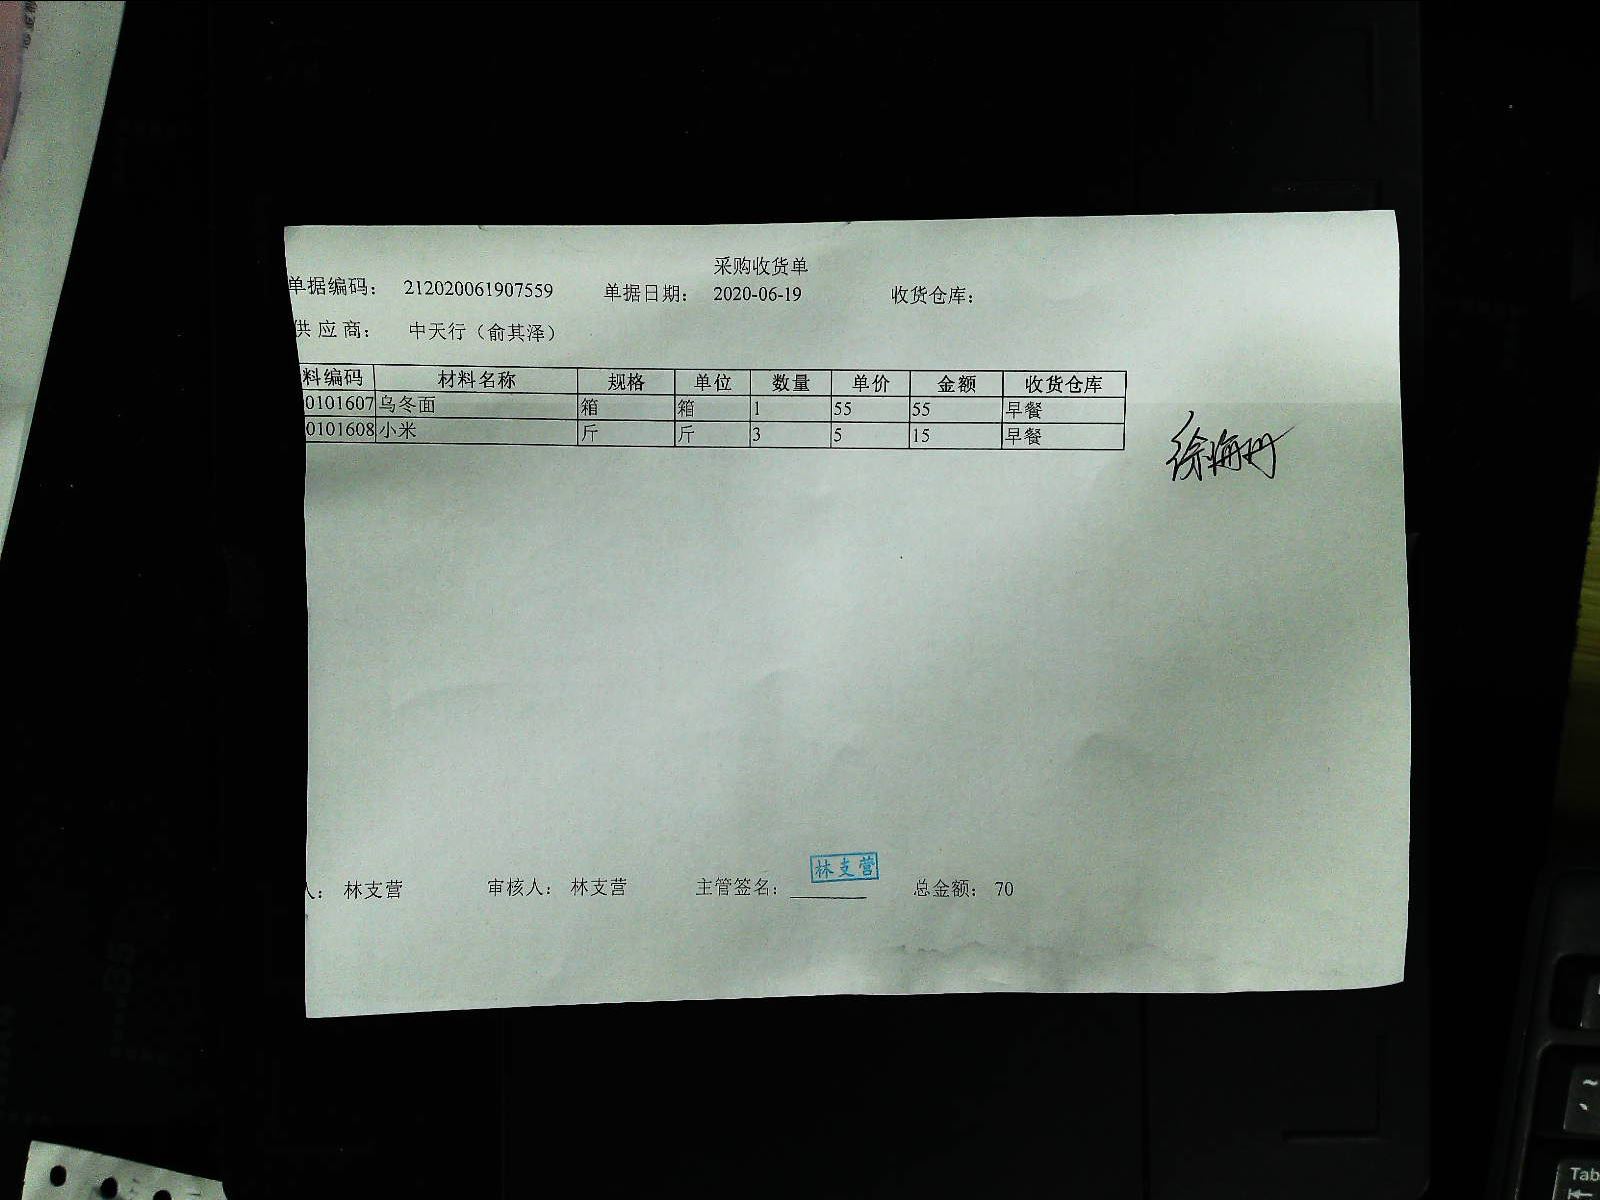 采购收货单
单据编码： 212020061907559 单据日期： 2020-06-19 收货仓库：
供应商： 中天行（俞其泽）
料编码 材料名称 规格 单位 数量 单价 金额 收货仓库
0101607 乌冬面 箱 箱 1 55 55 早餐
0101608 小米 斤 斤 3 5 15 早餐
徐海丹
林支营
人： 林支营 审核人： 林支营 主管签名： 总金额： 70
Tab